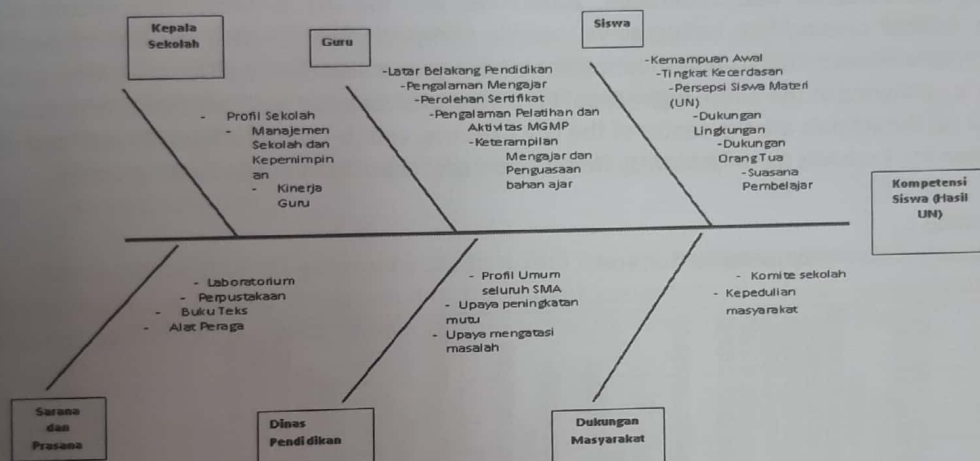 Kepala
Sekolah
Guru
Siswa
- Profil Sekolah
- Manajemen
Sekolah dan
Kepemimpin
an
- Kinerja
Guru
-Latar Belakang Pendidikan
-Pengalaman Mengajar
-Perolehan Sertifikat
-Pengalaman Pelatihan dan
Aktivitas MGMP
-Keterampilan
Mengajar dan
Penguasaan
bahan ajar
-Kemampuan Awal
-Tingkat Kecerdasan
-Persepsi Siswa Materi
(UN)
-Dukungan
Lingkungan
-Dukungan
Orang Tua
-Suasana
Pembelajar
Kompetensi
Siswa (Hasil
UN)
- Laboratorium
- Perpustakaan
- Buku Teks
- Alat Peraga
- Profil Umum
seluruh SMA
- Upaya peningkatan
mutu
- Upaya mengatasi
masalah
- Komite sekolah
- Kepedulian
masyarakat
Sarana
dan
Prasana
Dinas
Pendidikan
Dukungan
Masyarakat